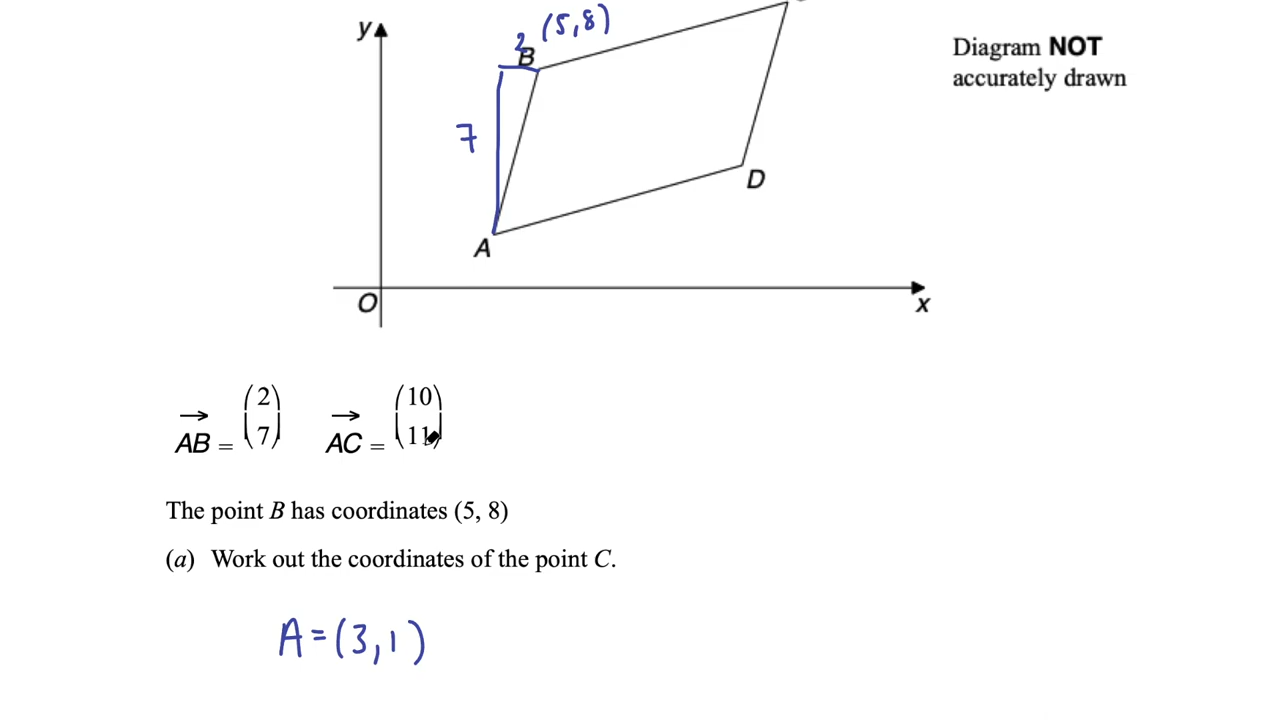 y
2 (5,8)
B
Diagram NOT
accurately drawn
7
D
A
O
x
AB = (2 7) AC = (10 11)
The point B has coordinates (5, 8)
(a) Work out the coordinates of the point C.
A=(3,1)